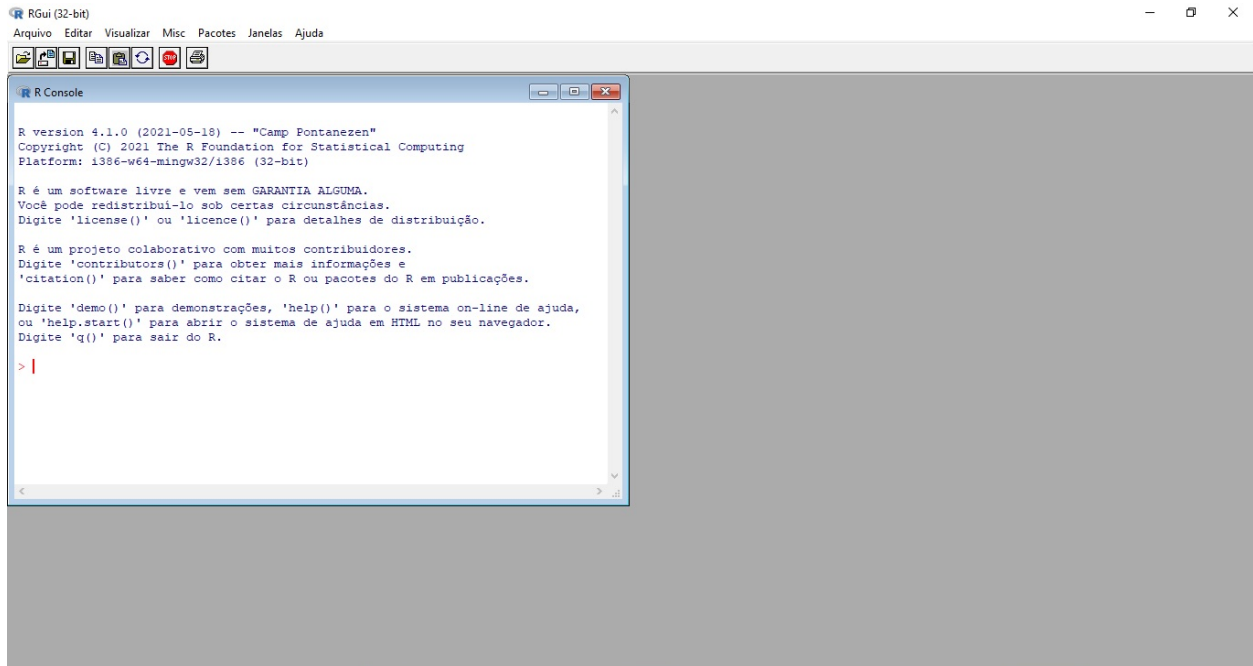 RGui (32-bit)
Arquivo Editar Visualizar Misc Pacotes Janelas Ajuda
STOP
R Console
R version 4.1.0 (2021-05-18) -- "Camp Pontanezen"
Copyright (C) 2021 The R Foundation for Statistical Computing
Platform: i386-w64-mingw32/i386 (32-bit)
R é um software livre e vem sem GARANTIA ALGUMA.
Você pode redistribuí-lo sob certas circunstâncias.
Digite 'license()' ou 'licence()' para detalhes de distribuição.
R é um projeto colaborativo com muitos contribuidores.
Digite 'contributors()' para obter mais informações e
'citation()' para saber como citar o R ou pacotes do R em publicações.
Digite 'demo()' para demonstrações, 'help()' para o sistema on-line de ajuda,
ou 'help.start()' para abrir o sistema de ajuda em HTML no seu navegador.
Digite 'q()' para sair do R.
>